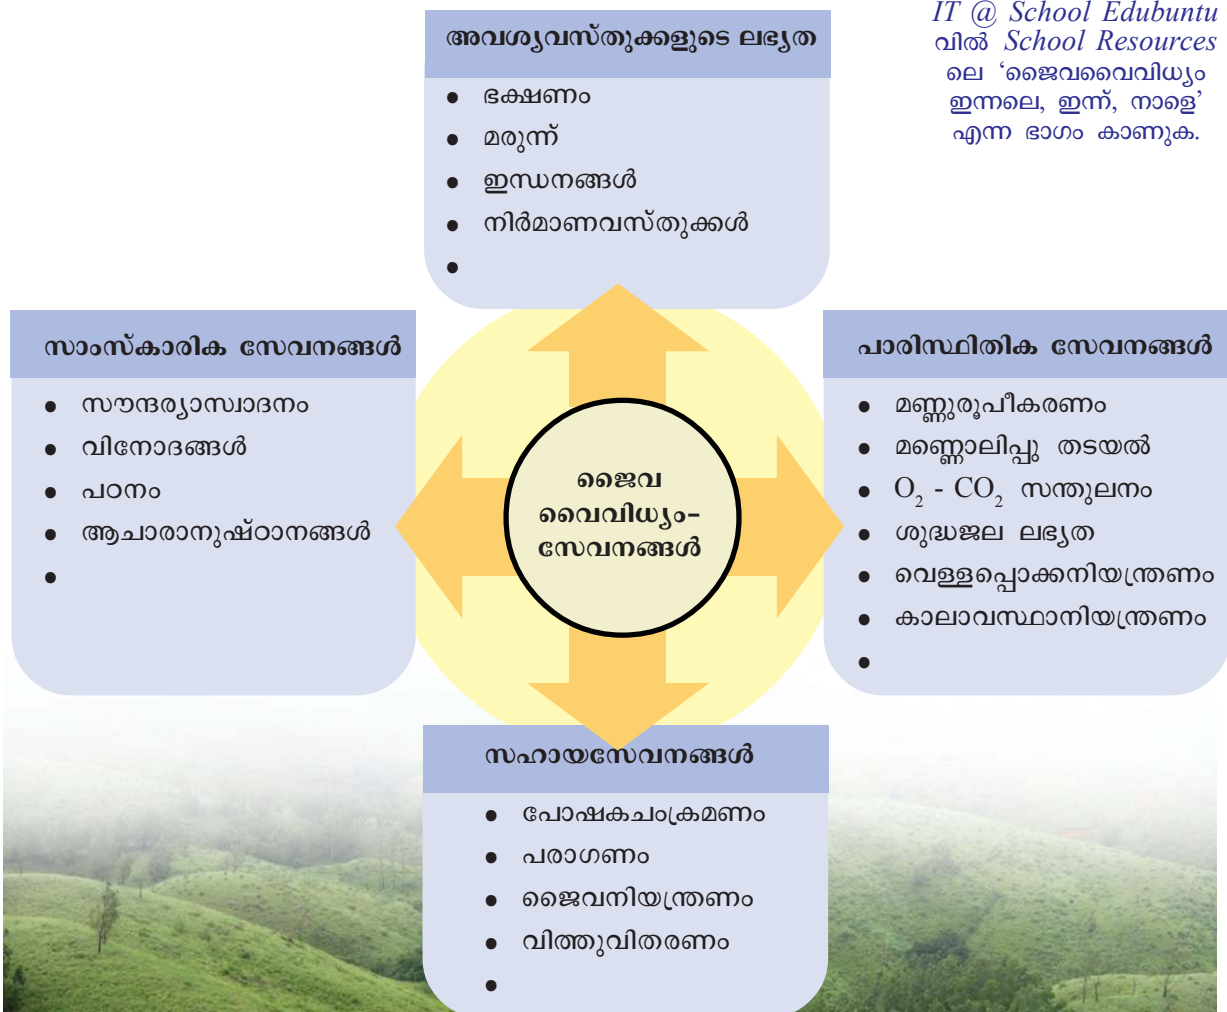 IT @ School Edubuntu
വിൽ School Resources
ലെ ‘ജൈവവൈവിധ്യം
ഇന്നലെ, ഇന്ന്, നാളെ’
എന്ന ഭാഗം കാണുക.
അവശ്യവസ്തുക്കളുടെ ലഭ്യത
• ഭക്ഷണം
• മരുന്ന്
• ഇന്ധനങ്ങൾ
• നിർമാണവസ്തുക്കൾ
•
സാംസ്കാരിക സേവനങ്ങൾ
• സൗന്ദര്യാസ്വാദനം
• വിനോദങ്ങൾ
• പഠനം
• ആചാരാനുഷ്ഠാനങ്ങൾ
•
ജൈവ
വൈവിധ്യം-
സേവനങ്ങൾ
പാരിസ്ഥിതിക സേവനങ്ങൾ
• മണ്ണുരൂപീകരണം
• മണ്ണൊലിപ്പു തടയൽ
• O₂ - CO₂ സന്തുലനം
• ശുദ്ധജല ലഭ്യത
• വെള്ളപ്പൊക്കനിയന്ത്രണം
• കാലാവസ്ഥാനിയന്ത്രണം
•
സഹായസേവനങ്ങൾ
• പോഷകചംക്രമണം
• പരാഗണം
• ജൈവനിയന്ത്രണം
• വിത്തുവിതരണം
•